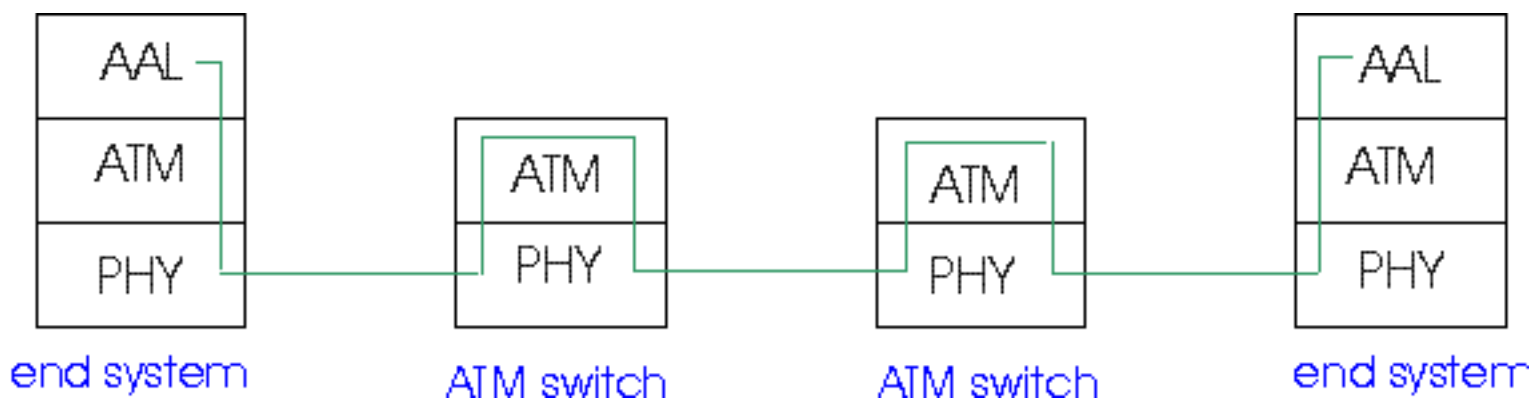 AAL
ATM
PHY
end system
ATM
PHY
ATM switch
ATM
PHY
ATM switch
AAL
ATM
PHY
end system